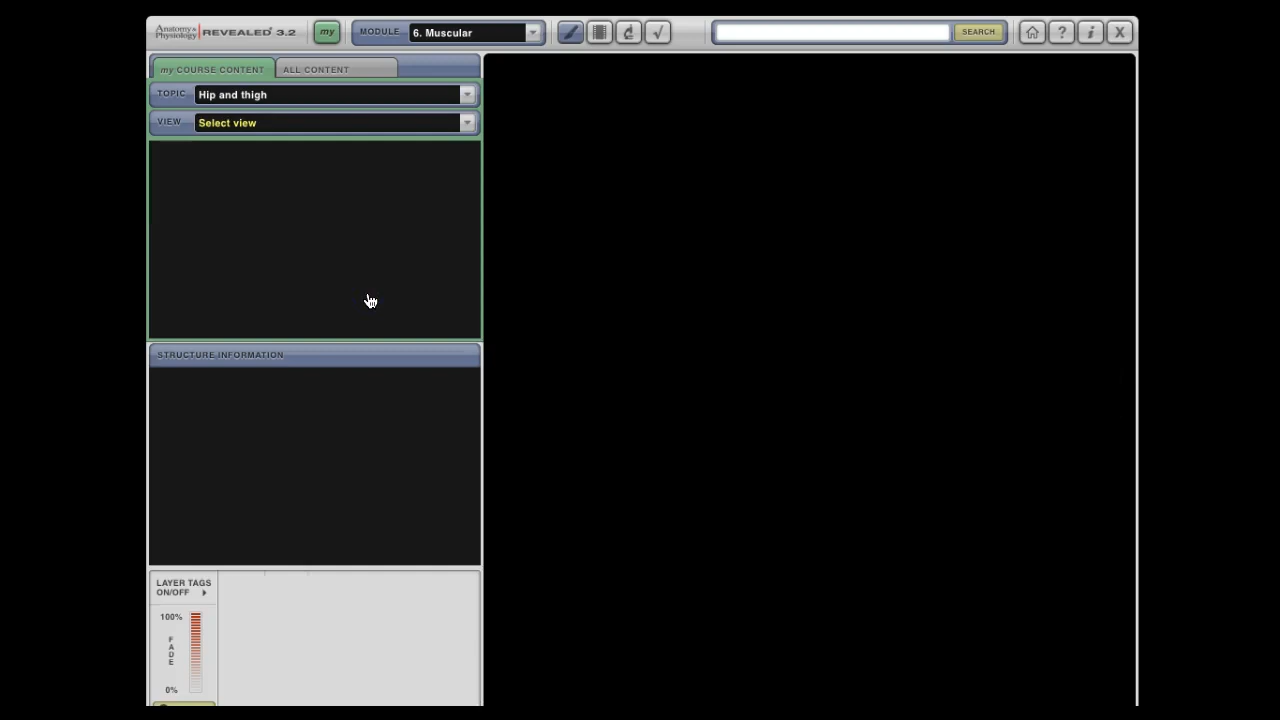 Anatomy & Physiology REVEALED 3.2
my
MODULE 6. Muscular
SEARCH
? i X
my COURSE CONTENT
ALL CONTENT
TOPIC Hip and thigh
VIEW Select view
STRUCTURE INFORMATION
LAYER TAGS
ON/OFF
100%
FADE
0%